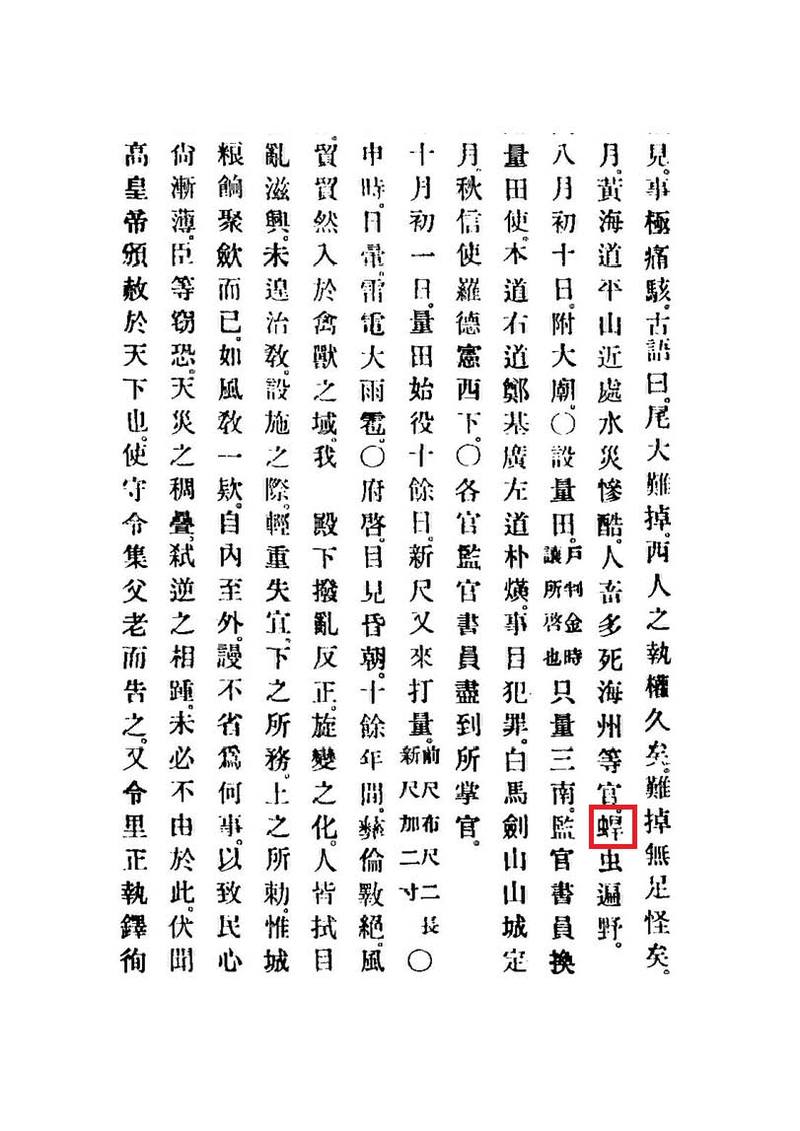 見。事極痛駭。古語曰。尾大難掉。西人之執權久矣。難掉無足怪矣。
月。黃海道平山近處水災慘酷。人畜多死海州等官。蜶虫遍野。
八月初十日。附大廟。〇設量田。戶判金時讓所啓也只量三南。監官書員換
量田使。本道右道鄭基廣左道朴㷜。事目犯罪。白馬劍山山城定
月。秋信使羅德憲西下。〇各官監官書員盡到所掌官。
十月初一日。量田始役十餘日。新尺又來打量。前尺布尺二長新尺加二寸〇
申時。日暈。雷電大雨雹。〇府啓。目見昏朝。十餘年間。彝倫斁絕。風
貿貿然入於禽獸之域。我 殿下撥亂反正。旋變之化。人皆拭目
亂滋興。未遑治敎。設施之際。輕重失宜。下之所務。上之所勅。惟城
粮餉聚斂而已。如風敎一款。自內至外。謾不省爲何事。以致民心
尙漸薄。臣等窃恐。天災之稠疊。弑逆之相踵。未必不由於此。伏聞
高皇帝頒赦於天下也。使守令集父老而告之。又令里正執鐸徇